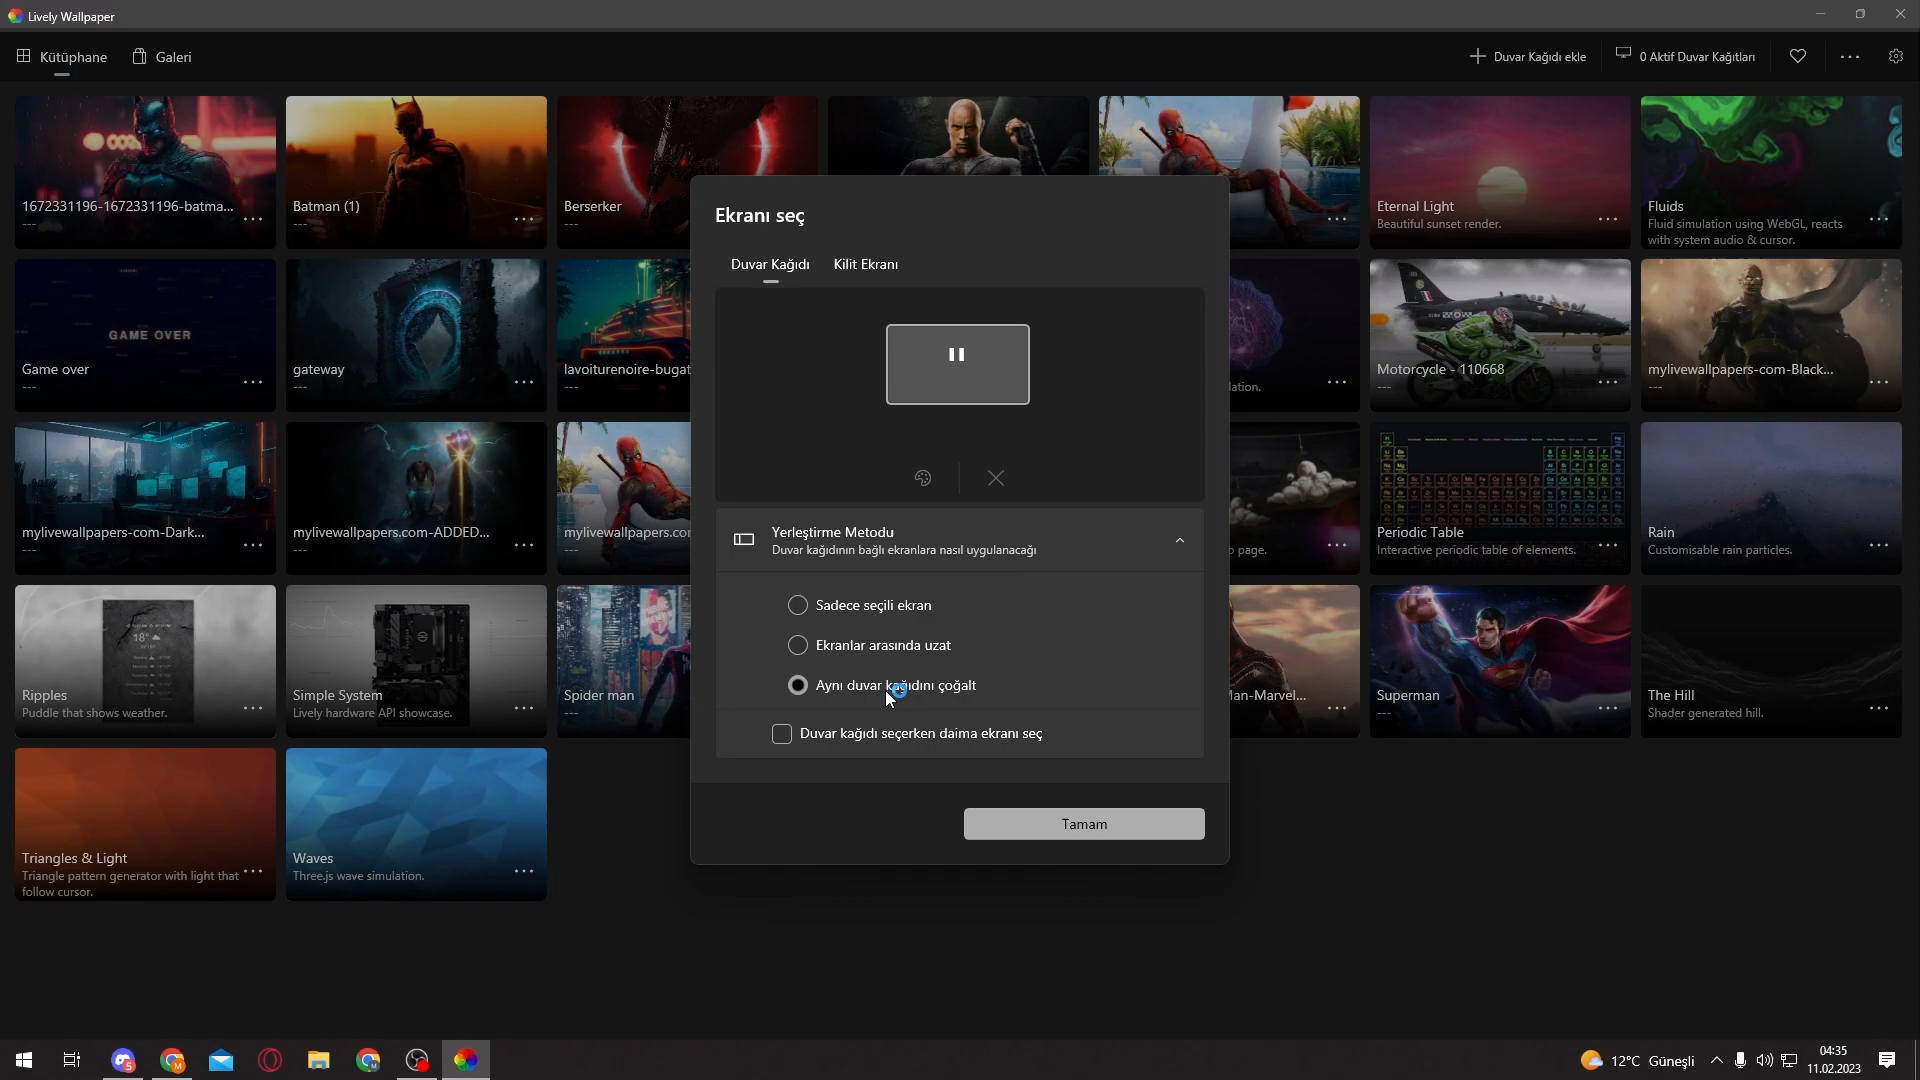 Lively Wallpaper
Kütüphane
Galeri
Duvar Kağıdı ekle
0 Aktif Duvar Kağıtları
1672331196-1672331196-batma...
---
Batman (1)
---
Berserker
---
Eternal Light
Beautiful sunset render.
Fluids
Fluid simulation using WebGL, reacts
with system audio & cursor.
Ekranı seç
Duvar Kağıdı
Kilit Ekranı
GAME OVER
Game over
---
gateway
---
lavoiturenoire-bugat
---
lation.
Motorcycle - 110668
---
mylivewallpapers-com-Black...
---
mylivewallpapers-com-Dark...
---
mylivewallpapers.com-ADDED...
---
mylivewallpapers.co
---
page.
Periodic Table
Interactive periodic table of elements.
Rain
Customisable rain particles.
Yerleştirme Metodu
Duvar kağıdının bağlı ekranlara nasıl uygulanacağı
Sadece seçili ekran
Ekranlar arasında uzat
Aynı duvar kağıdını çoğalt
Duvar kağıdı seçerken daima ekranı seç
Tamam
18°
Ripples
Puddle that shows weather.
Simple System
Lively hardware API showcase.
Spider man
---
Man-Marvel...
Superman
---
The Hill
Shader generated hill.
Triangles & Light
Triangle pattern generator with light that
follow cursor.
Waves
Three.js wave simulation.
5
M
M
12°C Güneşli
04:35
11.02.2023